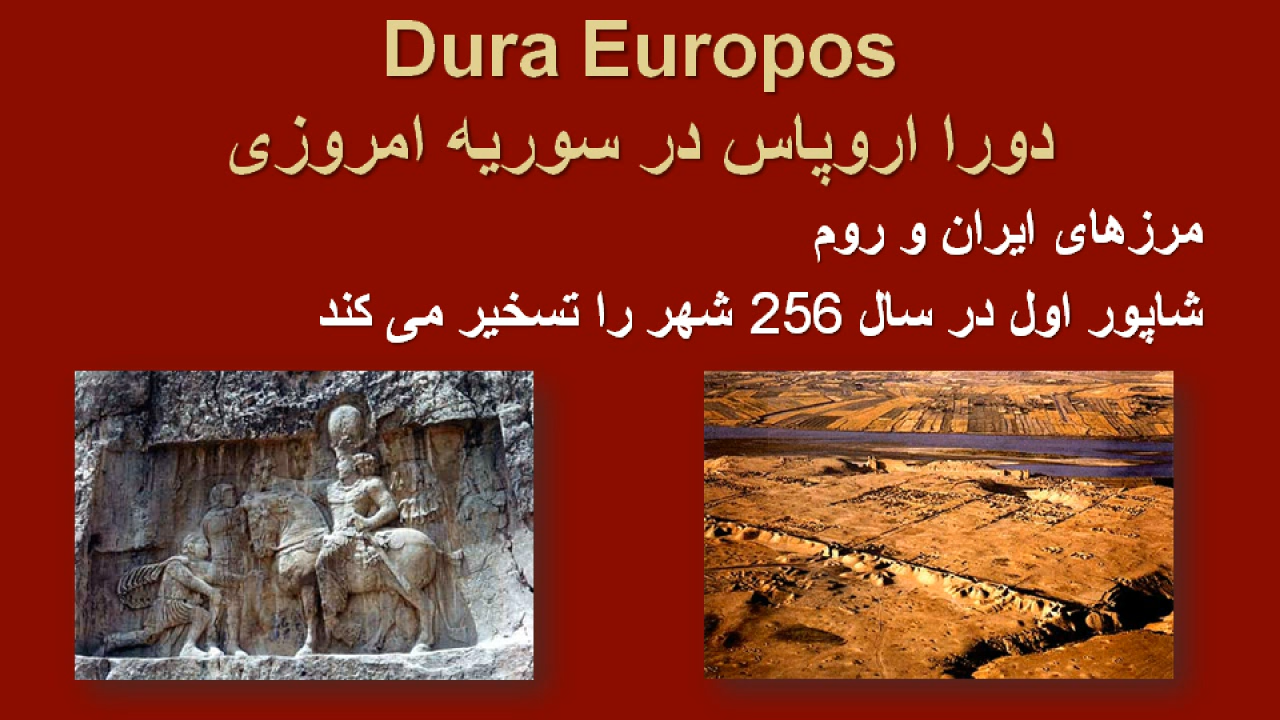 Dura Europos
دورا اروپاس در سوریه امروزی
مرزهای ایران و روم
شاپور اول در سال 256 شهر را تسخیر می کند